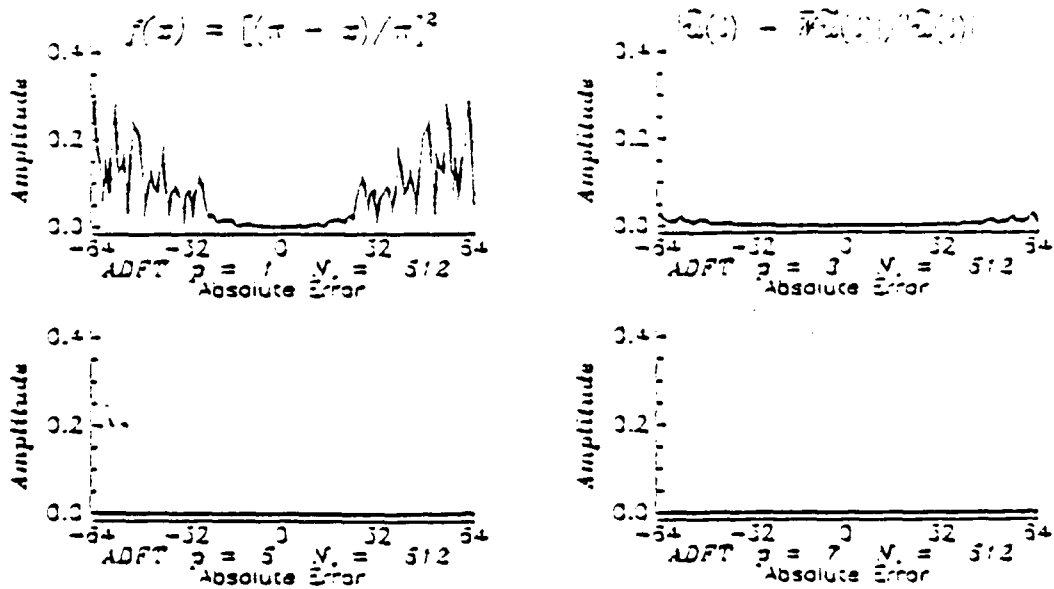 f(x) = [(π − x)/π]²
0.4
0.2
0.0
Amplitude
-64 -32 0 32 64
ADFT p = 1 N. = 512
Absolute Error
0.4
0.2
0.0
Amplitude
-64 -32 0 32 64
ADFT p = 3 N. = 512
Absolute Error
0.4
0.2
0.0
Amplitude
-64 -32 0 32 64
ADFT p = 5 N. = 512
Absolute Error
0.4
0.2
0.0
Amplitude
-64 -32 0 32 64
ADFT p = 7 N. = 512
Absolute Error